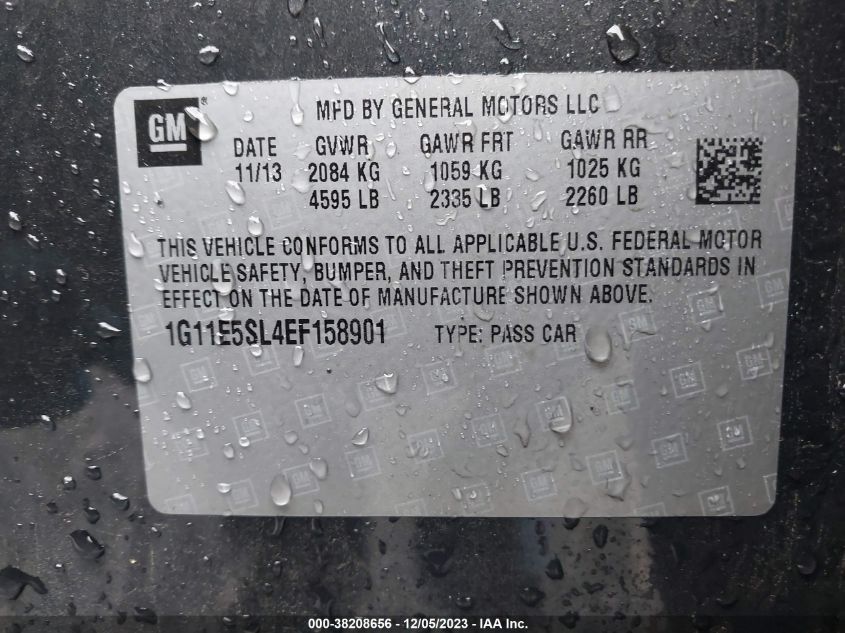 GM
®
MFD BY GENERAL MOTORS LLC
DATE GVWR GAWR FRT GAWR RR
11/13 2084 KG 1059 KG 1025 KG
4595 LB 2335 LB 2260 LB
THIS VEHICLE CONFORMS TO ALL APPLICABLE U.S. FEDERAL MOTOR
VEHICLE SAFETY, BUMPER, AND THEFT PREVENTION STANDARDS IN
EFFECT ON THE DATE OF MANUFACTURE SHOWN ABOVE.
1G11E5SL4EF158901 TYPE: PASS CAR
000-38208656 - 12/05/2023 - IAA Inc.